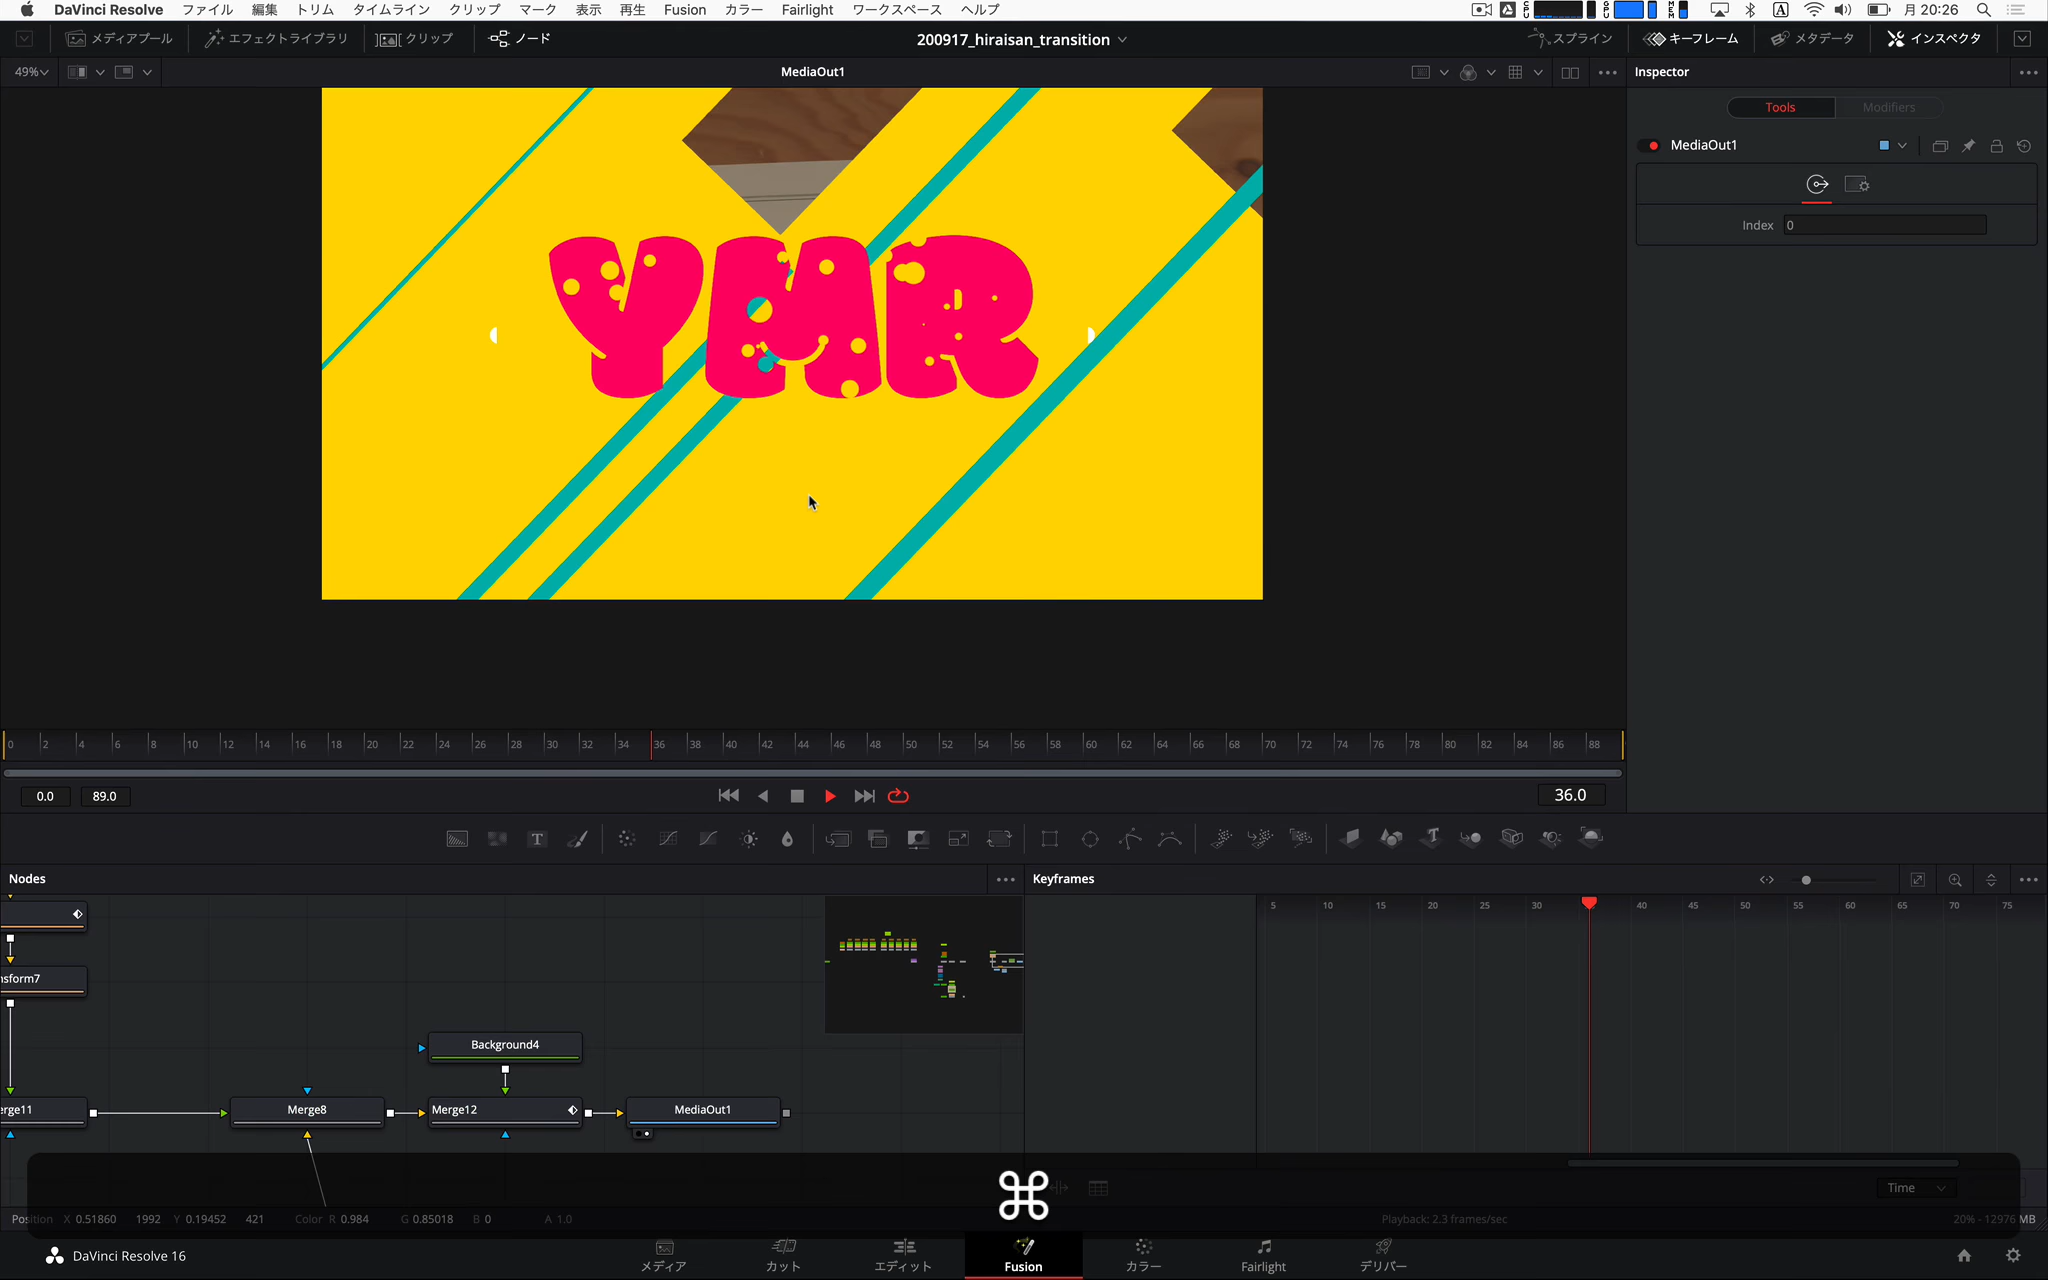 DaVinci Resolve ファイル 編集 トリム タイムライン クリップ マーク 表示 再生 Fusion カラー Fairlight ワークスペース ヘルプ 月 20:26
メディアプール エフェクトライブラリ クリップ ノード 200917_hiraisan_transition スプライン キーフレーム メタデータ インスペクタ
49% MediaOut1 Inspector
Tools Modifiers
MediaOut1
Index 0
YMR
0 2 4 6 8 10 12 14 16 18 20 22 24 26 28 30 32 34 36 38 40 42 44 46 48 50 52 54 56 58 60 62 64 66 68 70 72 74 76 78 80 82 84 86 88
0.0 89.0 36.0
Nodes Keyframes
5 10 15 20 25 30 40 45 50 55 60 65 70 75
nsform7
Background4
erge11 Merge8 Merge12 MediaOut1
Time
Position X 0.51860 1992 Y 0.19452 421 Color R 0.984 G 0.85018 B 0 A 1.0 Playback: 2.3 frames/sec 20% - 12976 MB
DaVinci Resolve 16 メディア カット エディット Fusion カラー Fairlight デリバー